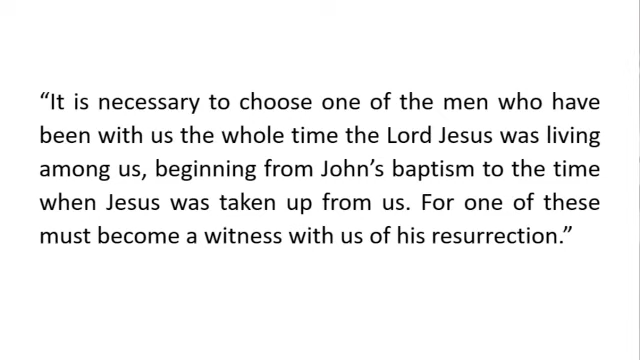 “It is necessary to choose one of the men who have
been with us the whole time the Lord Jesus was living
among us, beginning from John’s baptism to the time
when Jesus was taken up from us. For one of these
must become a witness with us of his resurrection.”